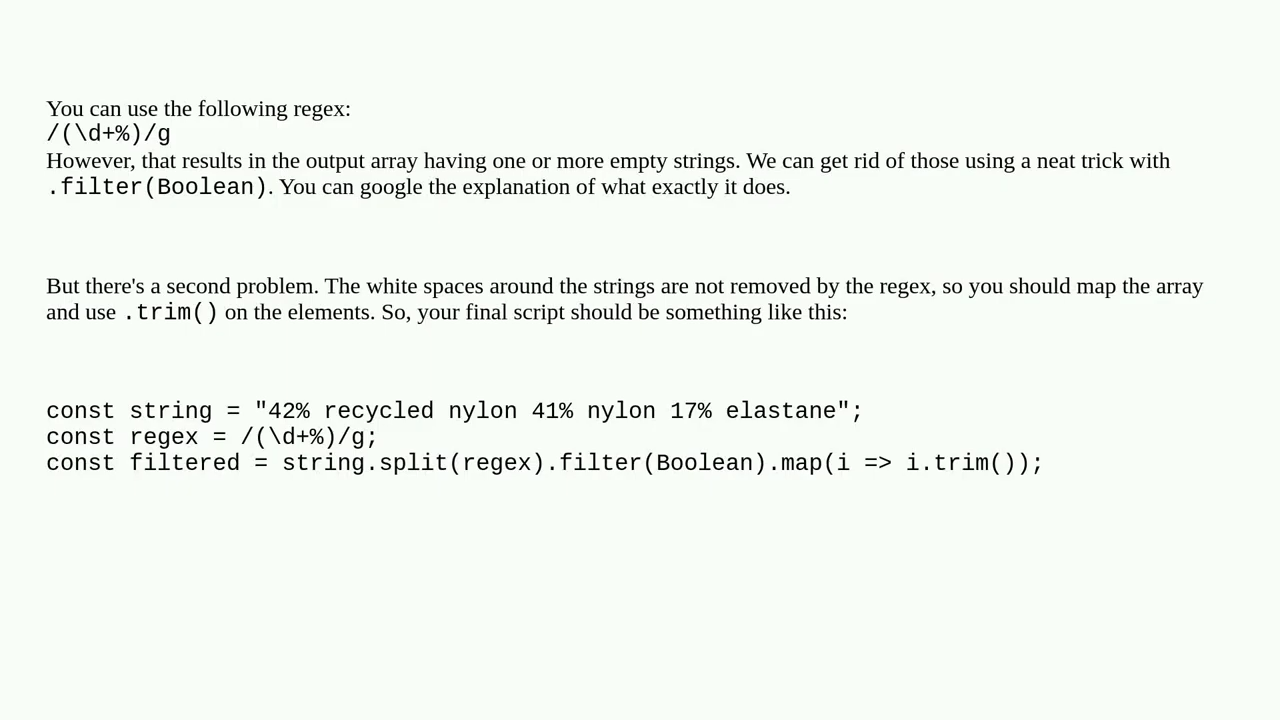 You can use the following regex:
/(\d+%)/g
However, that results in the output array having one or more empty strings. We can get rid of those using a neat trick with
.filter(Boolean). You can google the explanation of what exactly it does.
But there's a second problem. The white spaces around the strings are not removed by the regex, so you should map the array
and use .trim() on the elements. So, your final script should be something like this:
const string = "42% recycled nylon 41% nylon 17% elastane";
const regex = /(\d+%)/g;
const filtered = string.split(regex).filter(Boolean).map(i => i.trim());